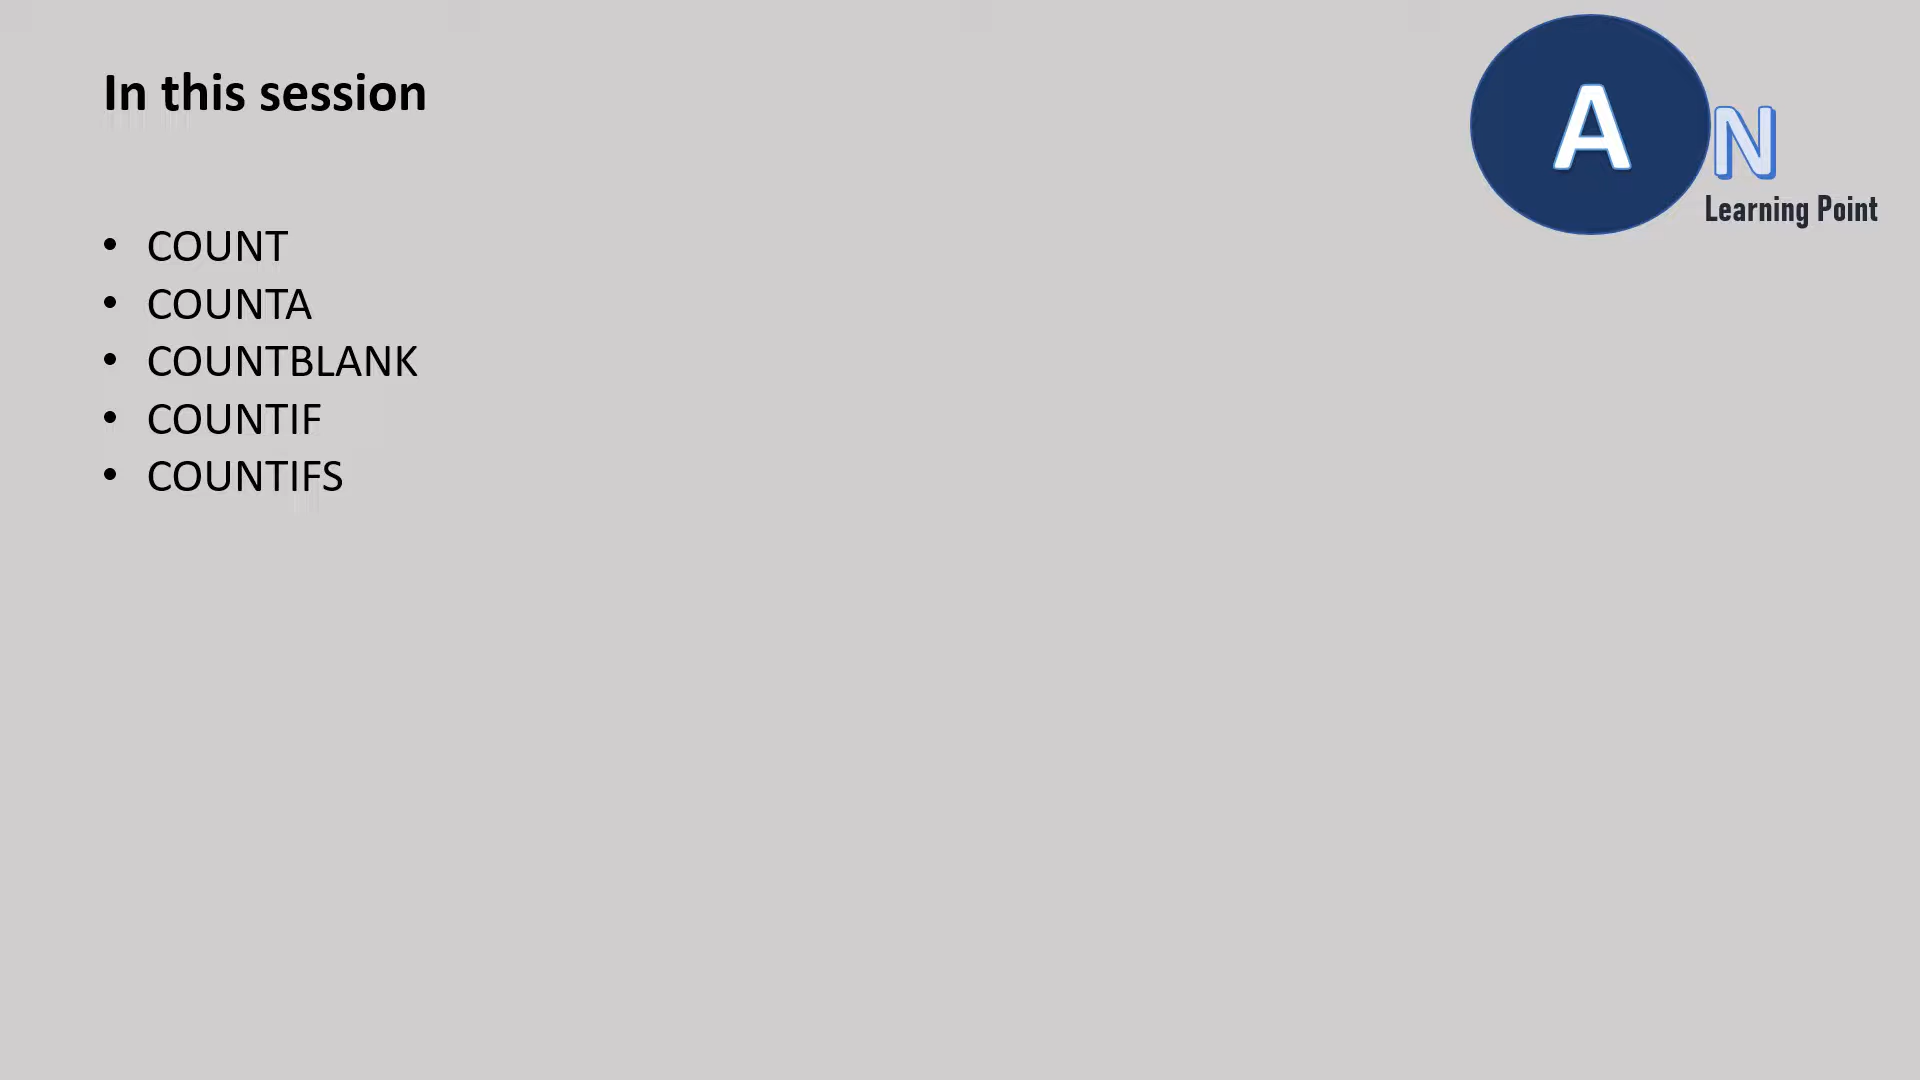 In this session
A
N
Learning Point
• COUNT
• COUNTA
• COUNTBLANK
• COUNTIF
• COUNTIFS